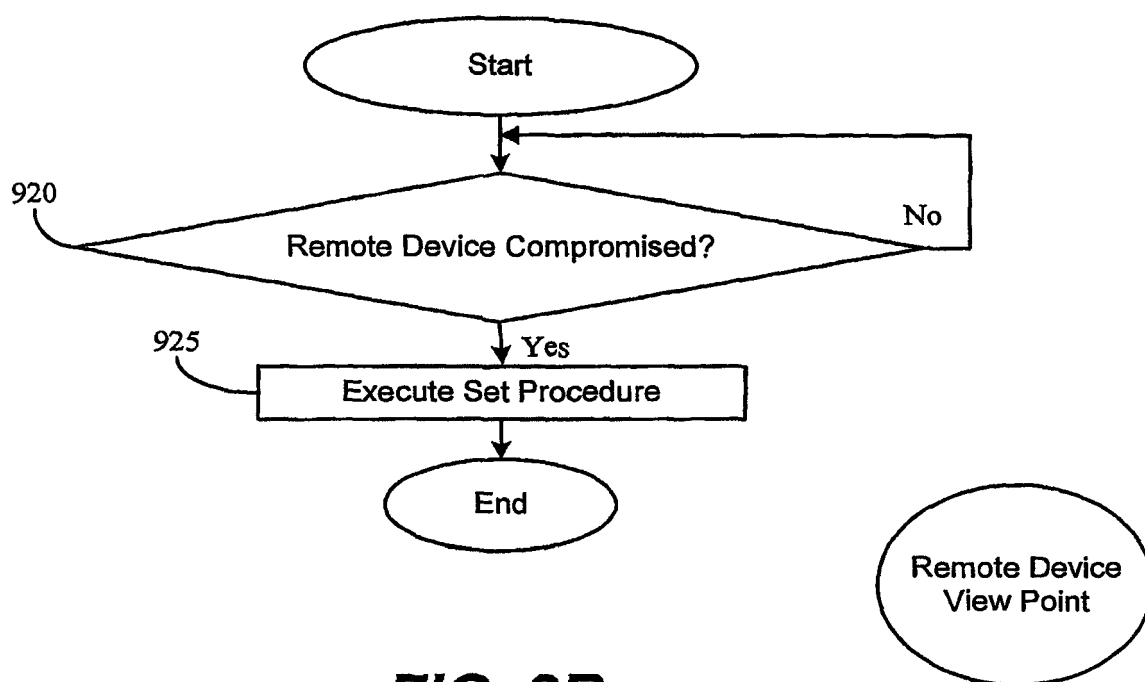 Start
920
No
Remote Device Compromised?
925
Yes
Execute Set Procedure
End
Remote Device
View Point